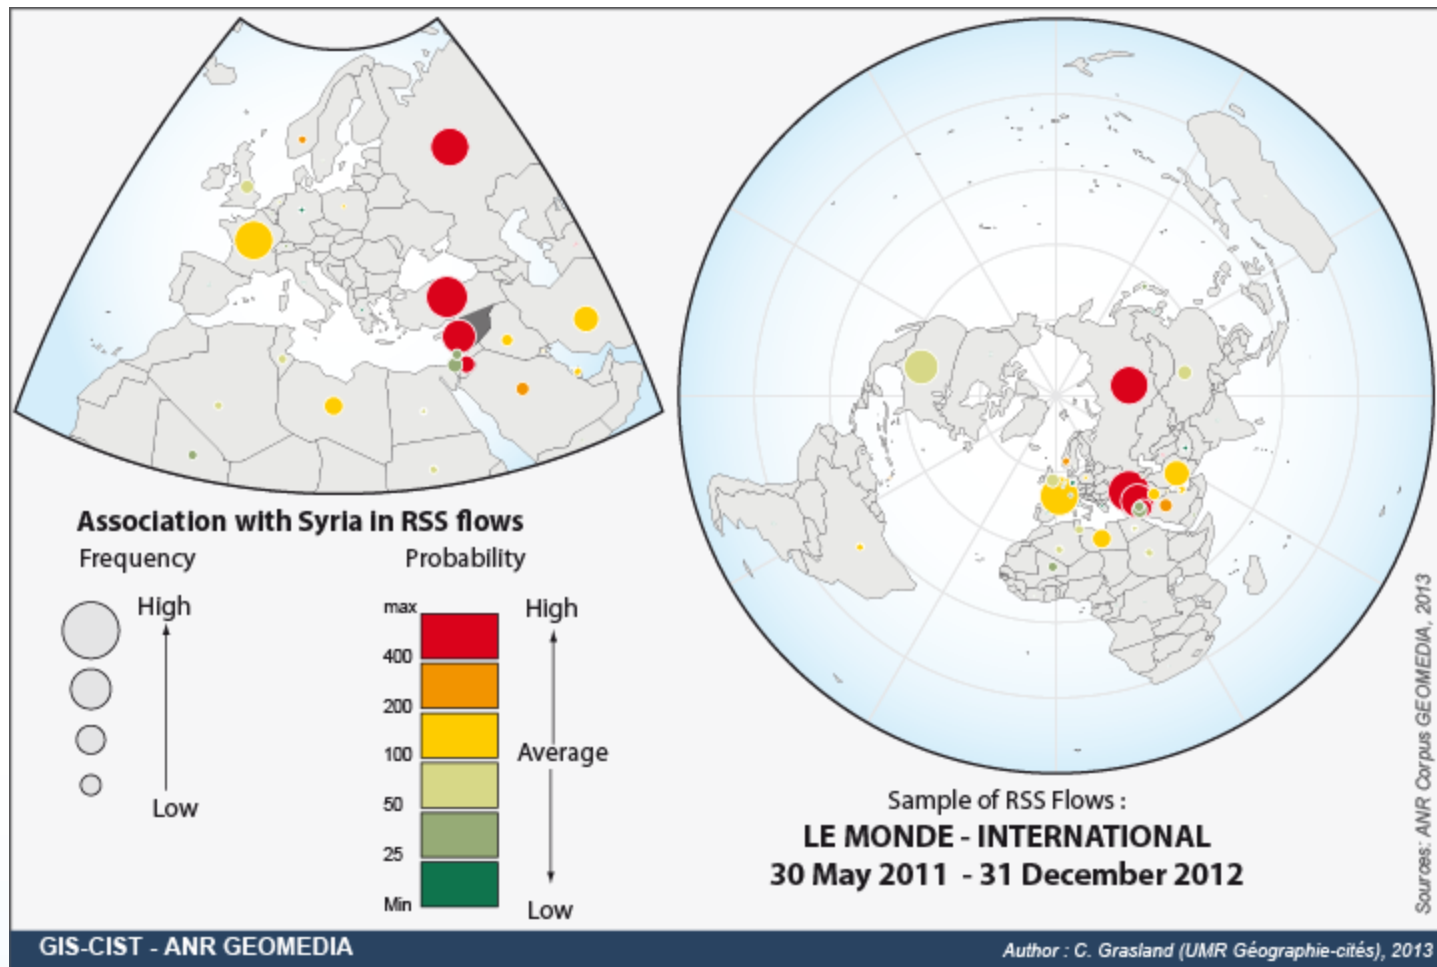 Association with Syria in RSS flows
Frequency
High
Low
Probability
max
400
200
100
50
25
Min
High
Average
Low
Sample of RSS Flows :
LE MONDE - INTERNATIONAL
30 May 2011 - 31 December 2012
Sources: ANR Corpus GEOMEDIA, 2013
GIS-CIST - ANR GEOMEDIA
Author : C. Grasland (UMR Géographie-cités), 2013